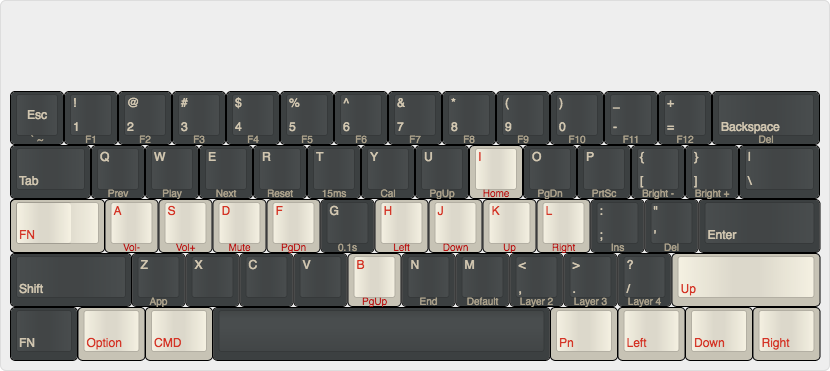 ! @ # $ % ^ & * ( ) _ +
Esc 1 2 3 4 5 6 7 8 9 0 - = Backspace
` ~ F1 F2 F3 F4 F5 F6 F7 F8 F9 F10 F11 F12 Del
Q W E R T Y U I O P { } |
Tab [ ] \
Prev Play Next Reset 15ms Cal PgUp Home PgDn PrtSc Bright - Bright +
A S D F G H J K L : "
FN ; ' Enter
Vol- Vol+ Mute PgDn 0.1s Left Down Up Right Ins Del
Z X C V B N M < > ?
Shift , . / Up
App PgUp End Default Layer 2 Layer 3 Layer 4
FN Option CMD Pn Left Down Right